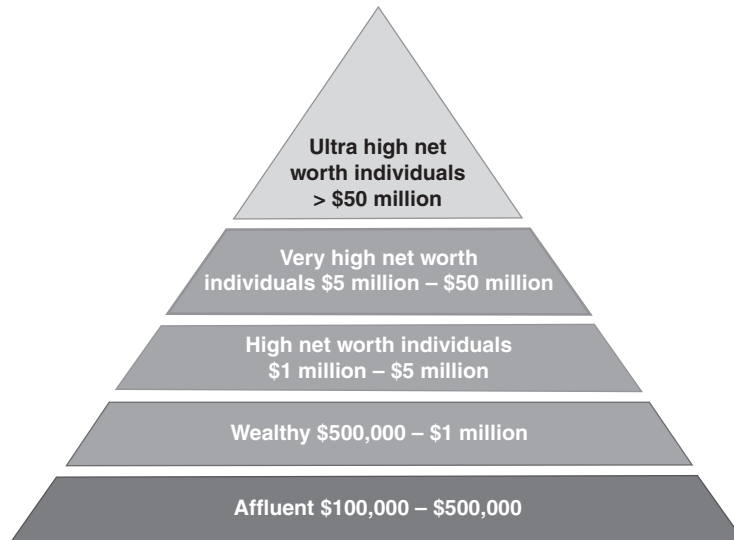 Ultra high net
worth individuals
> $50 million
Very high net worth
individuals $5 million – $50 million
High net worth individuals
$1 million – $5 million
Wealthy $500,000 – $1 million
Affluent $100,000 – $500,000